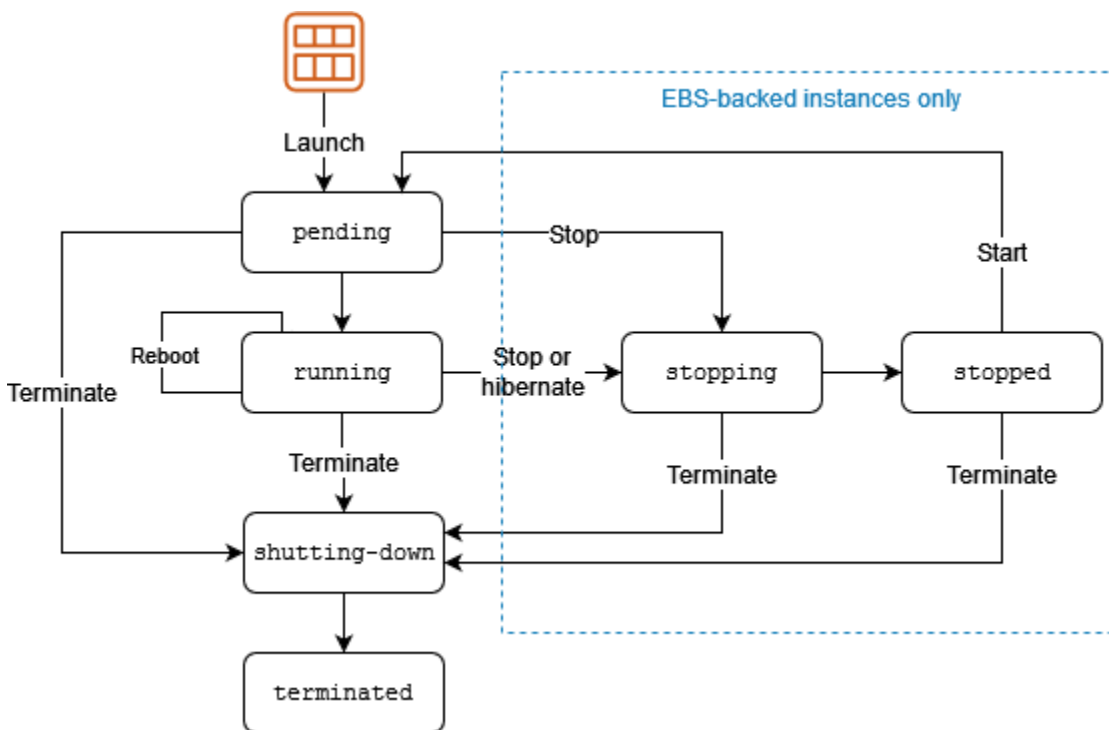 EBS-backed instances only
Launch
pending
Stop
Start
Reboot
running
Stop or
hibernate
stopping
stopped
Terminate
Terminate
Terminate
Terminate
shutting-down
terminated